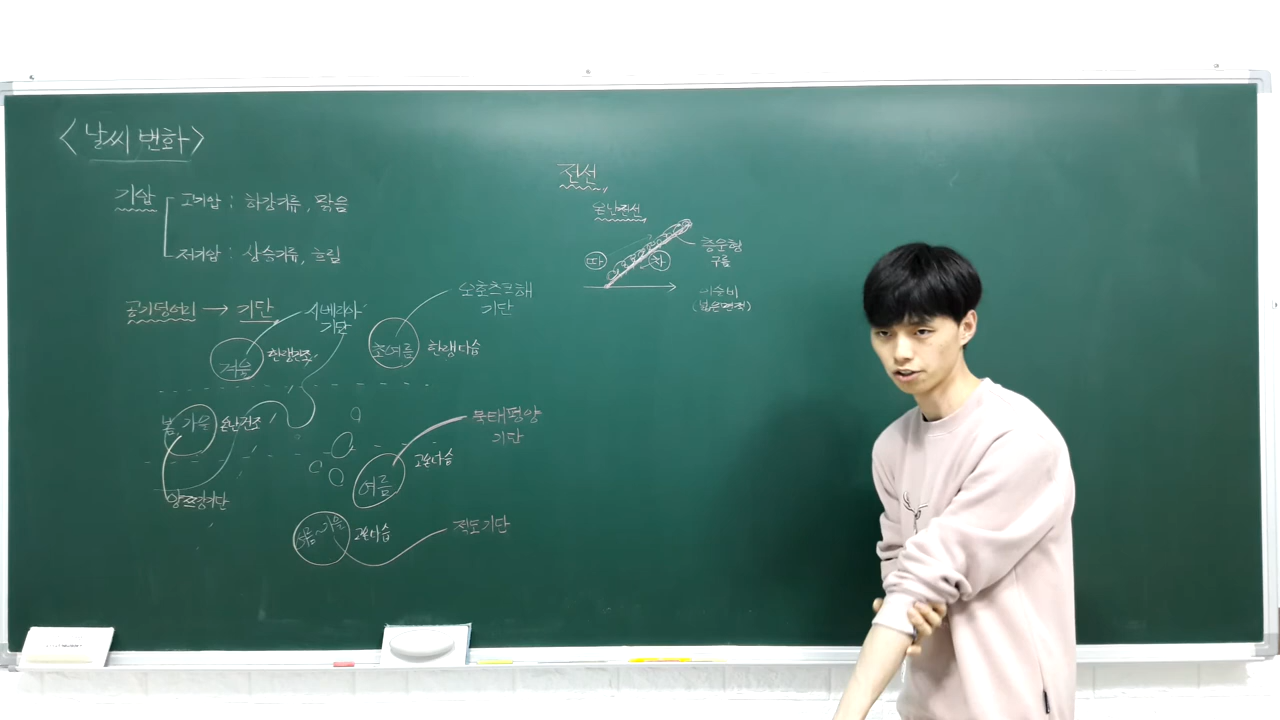 <날씨 변화>
기압
고기압 : 하강기류, 맑음
저기압 : 상승기류, 흐림
공기덩어리 → 기단
시베리아
기단
겨울
한랭건조
오호츠크해
기단
초여름
한랭다습
봄, 가을
온난건조
양쯔강기단
북태평양
기단
여름
고온다습
여름~가을
고온다습
적도기단
전선
온난전선
따
차
층운형
구름
이슬비
(넓은면적)